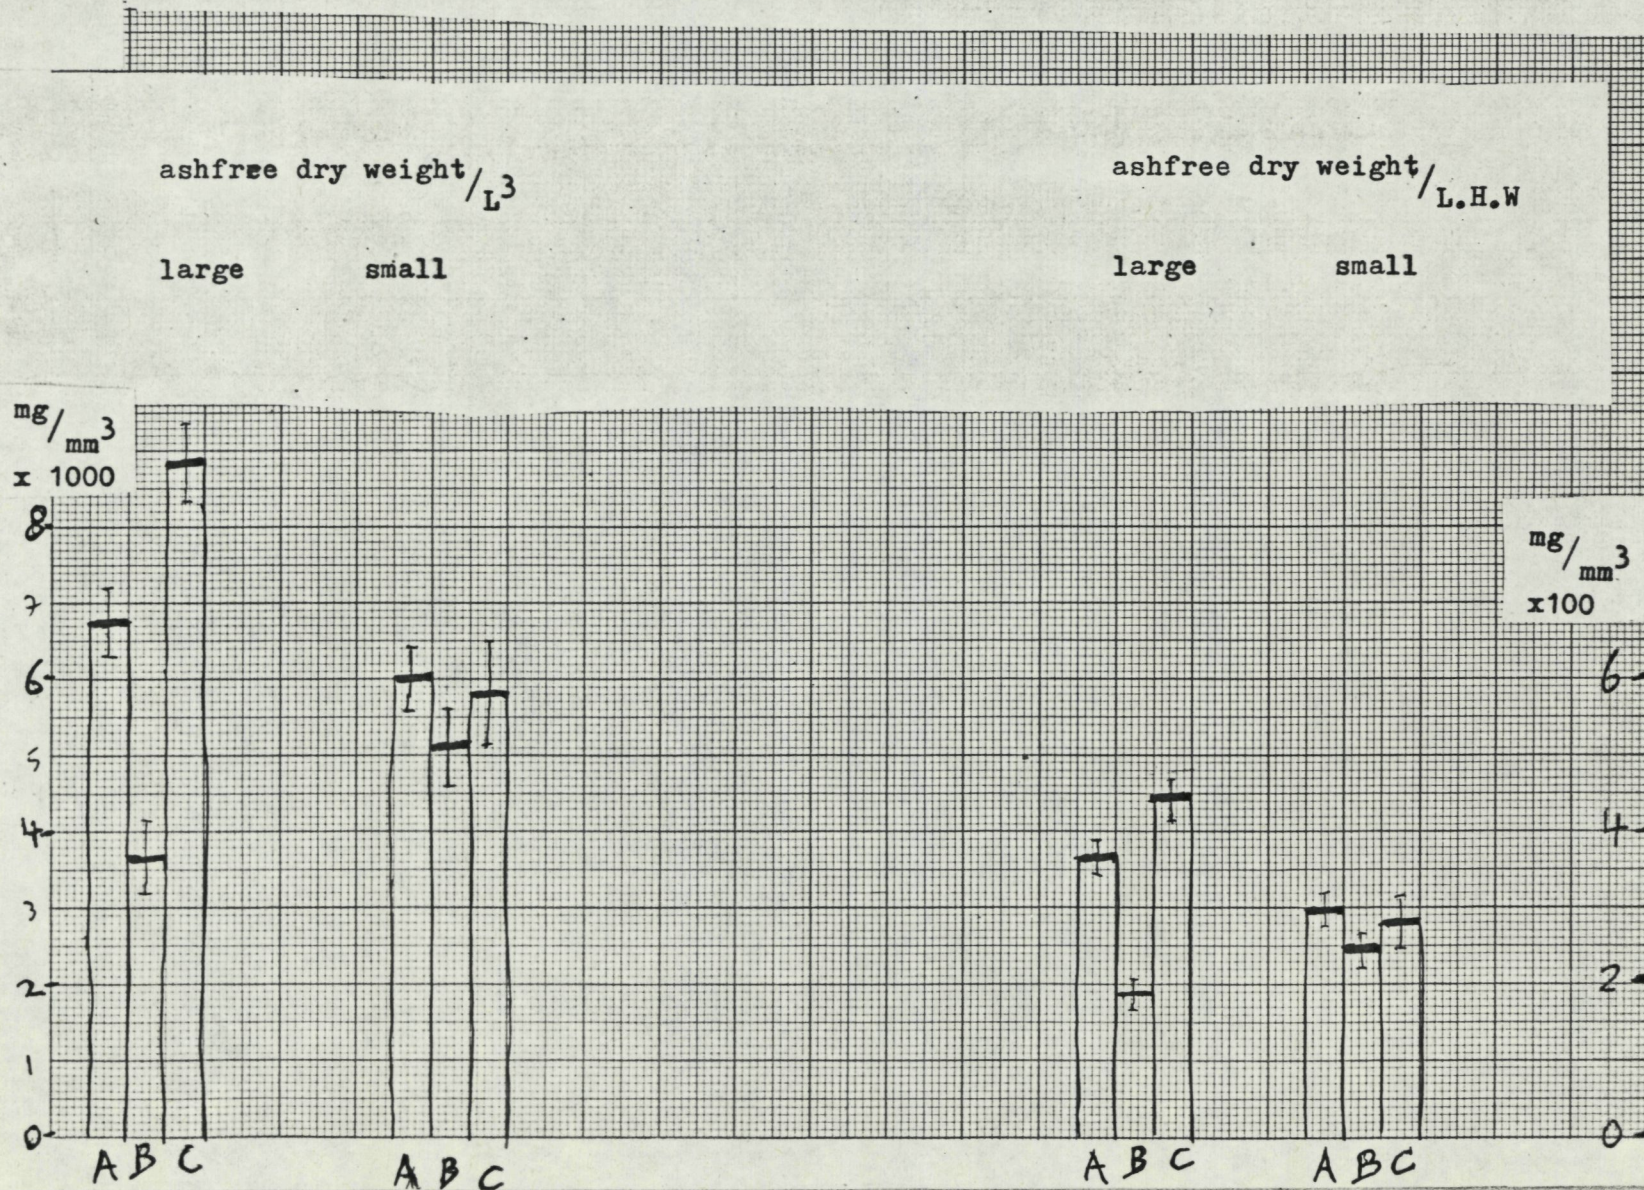 ashfree dry weight/L³
large small
ashfree dry weight/L.H.W
large small
mg/mm³
x 1000
8
7
6
5
4
3
2
1
0
A B C
A B C
mg/mm³
x100
6
4
2
0
A B C
A B C